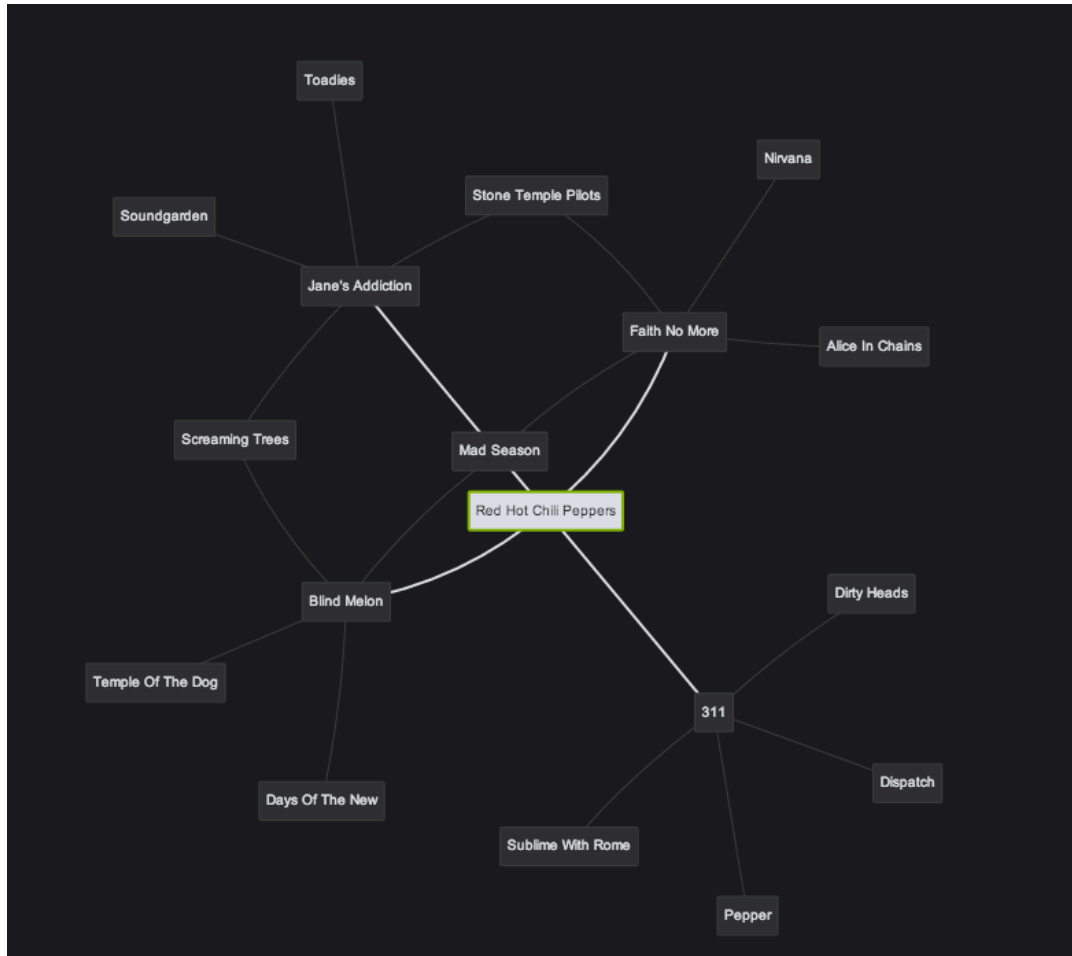 Toadies
Nirvana
Stone Temple Pilots
Soundgarden
Jane's Addiction
Faith No More
Alice In Chains
Screaming Trees
Mad Season
Red Hot Chili Peppers
Dirty Heads
Blind Melon
Temple Of The Dog
311
Dispatch
Days Of The New
Sublime With Rome
Pepper